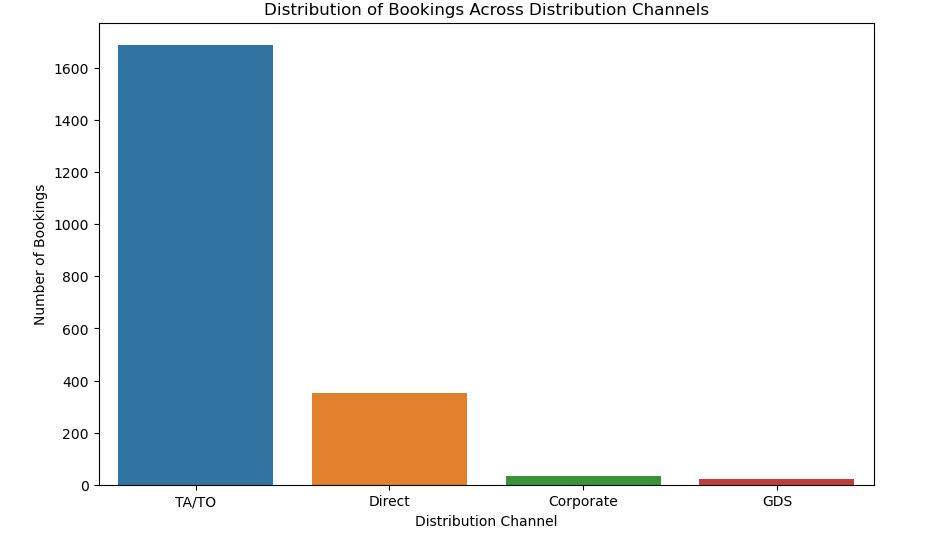 Distribution of Bookings Across Distribution Channels
Number of Bookings
1600
1400
1200
1000
800
600
400
200
0
TA/TO
Direct
Corporate
GDS
Distribution Channel